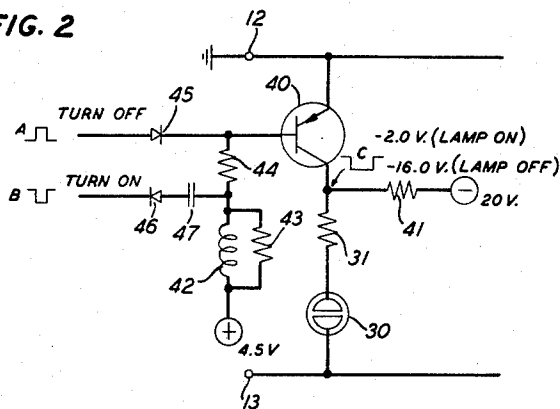 FIG. 2
12
40
45
TURN OFF
A
C
-2.0 V. (LAMP ON)
-16.0 V. (LAMP OFF)
44
TURN ON
B
20 V.
46
47
43
41
31
42
30
4.5 V
13